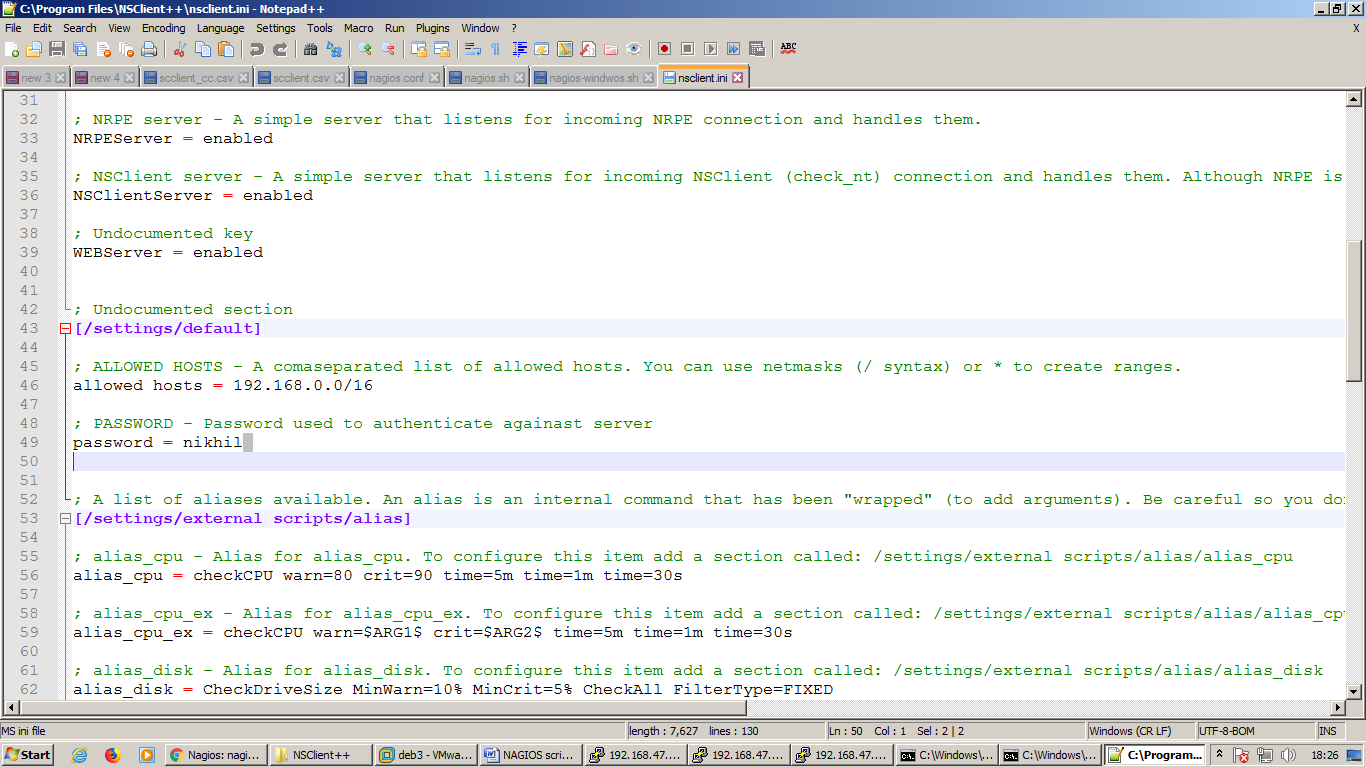 C:\Program Files\NSClient++\nsclient.ini - Notepad++
File Edit Search View Encoding Language Settings Tools Macro Run Plugins Window ? X
new 3 new 4 scclient_cc.csv scclient.csv nagios.conf nagios.sh nagios-windwos.sh nsclient.ini
31
32 ; NRPE server - A simple server that listens for incoming NRPE connection and handles them.
33 NRPEServer = enabled
34
35 ; NSClient server - A simple server that listens for incoming NSClient (check_nt) connection and handles them. Although NRPE is
36 NSClientServer = enabled
37
38 ; Undocumented key
39 WEBServer = enabled
40
41
42 ; Undocumented section
43 [/settings/default]
44
45 ; ALLOWED HOSTS - A comaseparated list of allowed hosts. You can use netmasks (/ syntax) or * to create ranges.
46 allowed hosts = 192.168.0.0/16
47
48 ; PASSWORD - Password used to authenticate againast server
49 password = nikhil
50
51
52 ; A list of aliases available. An alias is an internal command that has been "wrapped" (to add arguments). Be careful so you do
53 [/settings/external scripts/alias]
54
55 ; alias_cpu - Alias for alias_cpu. To configure this item add a section called: /settings/external scripts/alias/alias_cpu
56 alias_cpu = checkCPU warn=80 crit=90 time=5m time=1m time=30s
57
58 ; alias_cpu_ex - Alias for alias_cpu_ex. To configure this item add a section called: /settings/external scripts/alias/alias_cpu
59 alias_cpu_ex = checkCPU warn=$ARG1$ crit=$ARG2$ time=5m time=1m time=30s
60
61 ; alias_disk - Alias for alias_disk. To configure this item add a section called: /settings/external scripts/alias/alias_disk
62 alias_disk = CheckDriveSize MinWarn=10% MinCrit=5% CheckAll FilterType=FIXED
MS ini file length : 7,627 lines : 130 Ln : 50 Col : 1 Sel : 2 | 2 Windows (CR LF) UTF-8-BOM INS
Start Nagios: nagi... NSClient++ deb3 - VMwa... NAGIOS scri... 192.168.47.... 192.168.47.... 192.168.47.... C:\Windows\... C:\Windows\... C:\Program... 18:26